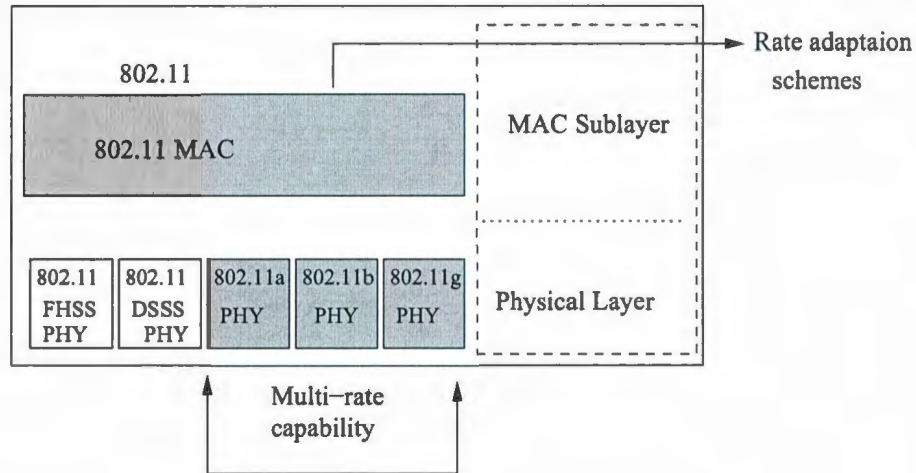 Rate adaptaion
schemes
802.11
802.11 MAC
MAC Sublayer
802.11
FHSS
PHY
802.11
DSSS
PHY
802.11a
PHY
802.11b
PHY
802.11g
PHY
Physical Layer
Multi-rate
capability